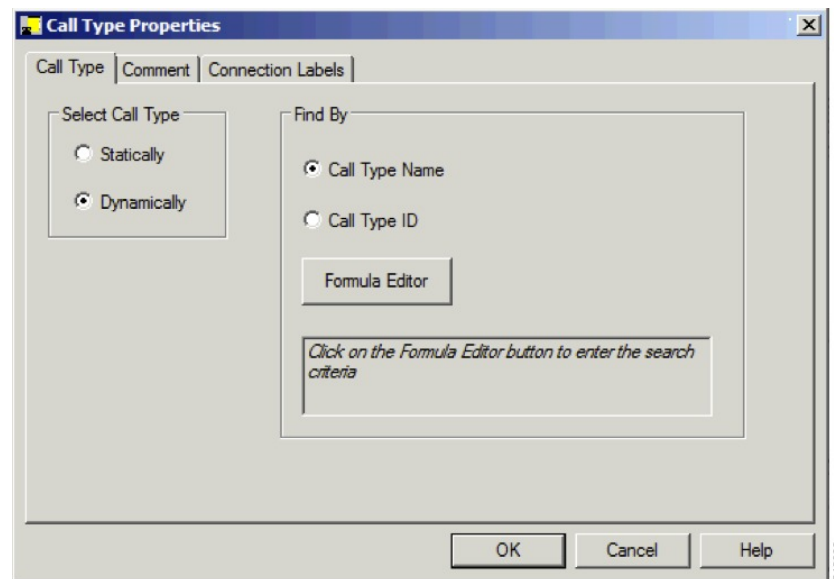 Call Type Properties
Call Type Comment Connection Labels
Select Call Type
Statically
Dynamically
Find By
Call Type Name
Call Type ID
Formula Editor
Click on the Formula Editor button to enter the search
criteria
OK Cancel Help